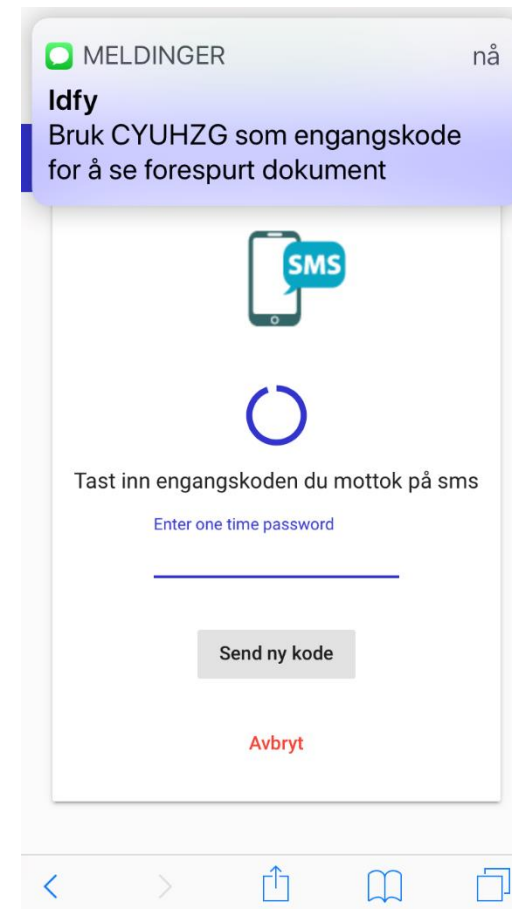 MELDINGER nå
Idfy
Bruk CYUHZG som engangskode
for å se forespurt dokument
SMS
Tast inn engangskoden du mottok på sms
Enter one time password
Send ny kode
Avbryt